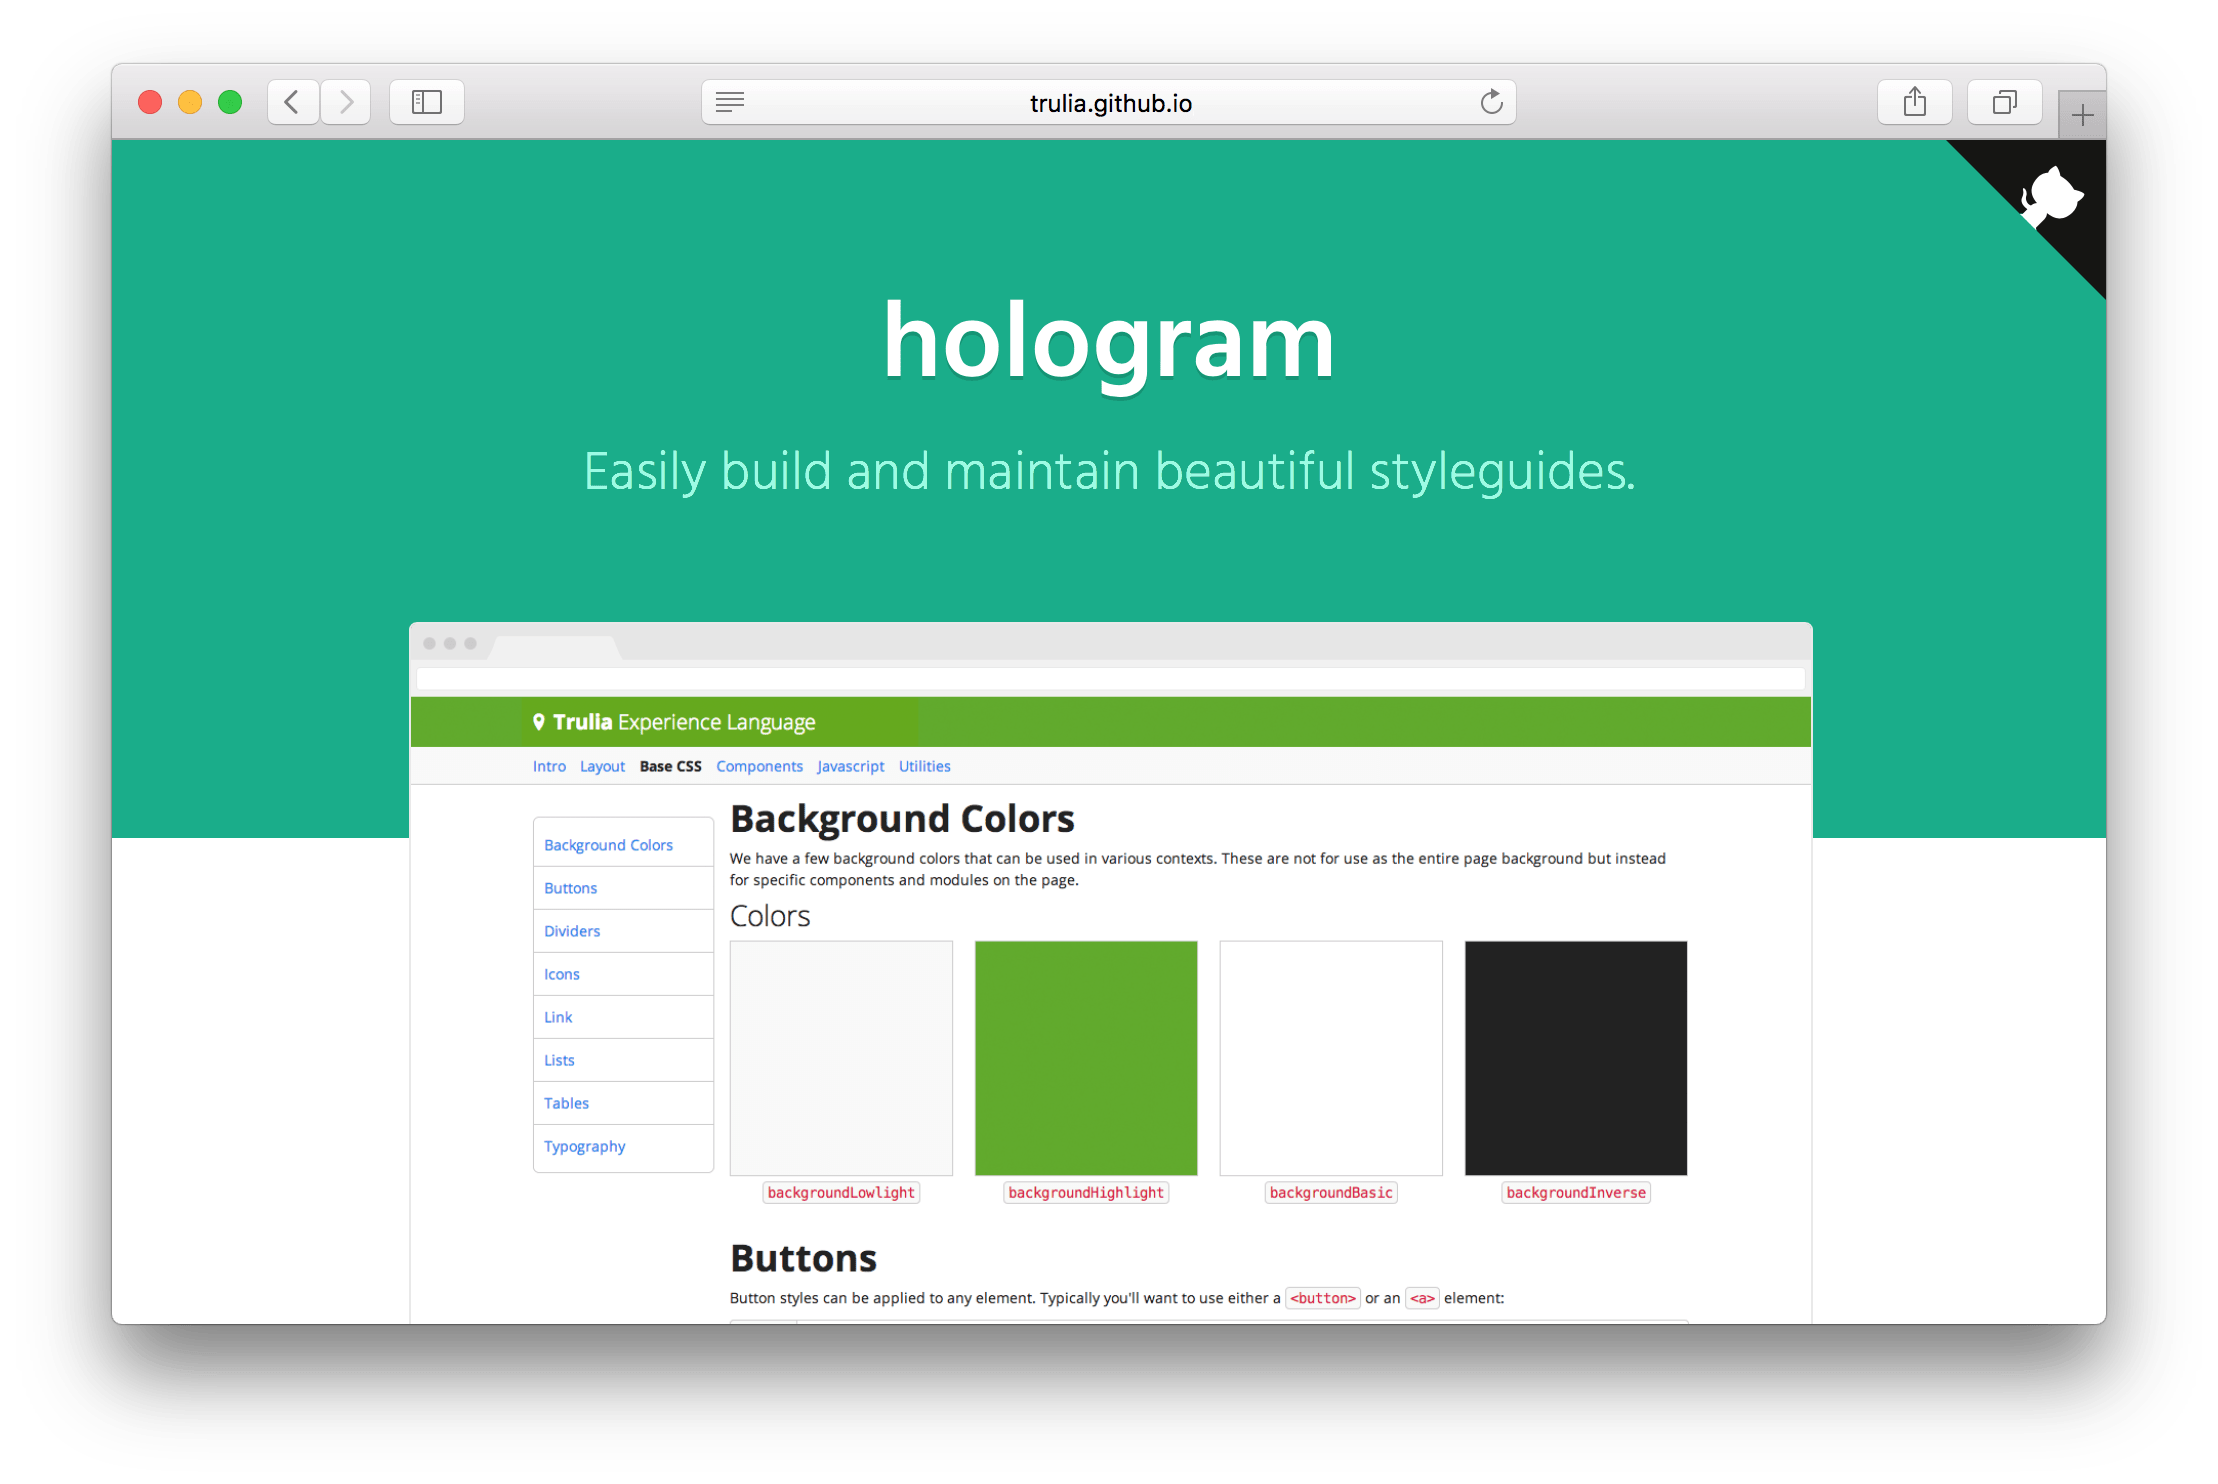 trulia.github.io
hologram
Easily build and maintain beautiful styleguides.
Trulia Experience Language
Intro Layout Base CSS Components Javascript Utilities
Background Colors
Buttons
Dividers
Icons
Link
Lists
Tables
Typography
Background Colors
We have a few background colors that can be used in various contexts. These are not for use as the entire page background but instead
for specific components and modules on the page.
Colors
backgroundLowlight backgroundHighlight backgroundBasic backgroundInverse
Buttons
Button styles can be applied to any element. Typically you'll want to use either a <button> or an <a> element: